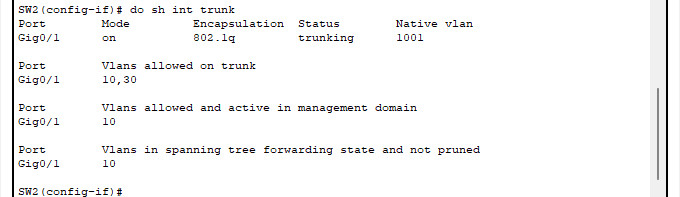 SW2(config-if)# do sh int trunk
Port        Mode         Encapsulation  Status        Native vlan
Gig0/1      on           802.1q         trunking      1001
Port        Vlans allowed on trunk
Gig0/1      10,30
Port        Vlans allowed and active in management domain
Gig0/1      10
Port        Vlans in spanning tree forwarding state and not pruned
Gig0/1      10
SW2(config-if)#